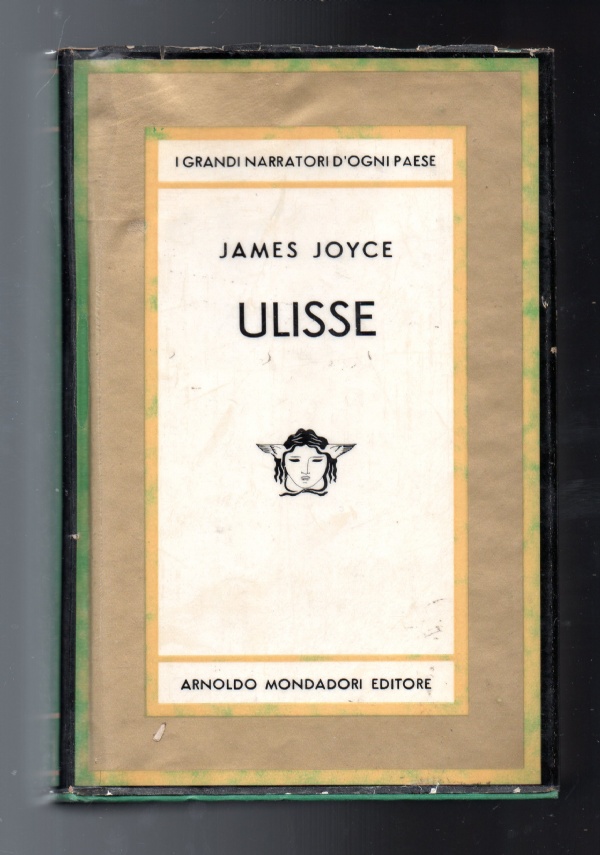 I GRANDI NARRATORI D'OGNI PAESE
JAMES JOYCE
ULISSE
ARNOLDO MONDADORI EDITORE